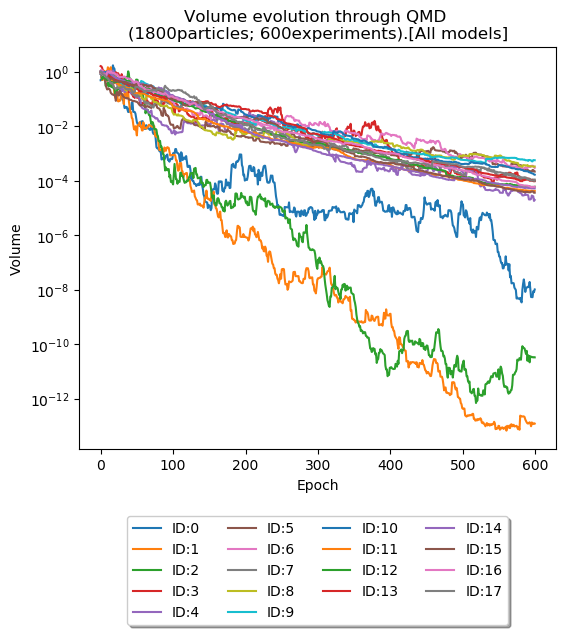 Volume evolution through QMD
(1800particles; 600experiments).[All models]
Volume
10⁰
10⁻²
10⁻⁴
10⁻⁶
10⁻⁸
10⁻¹⁰
10⁻¹²
0 100 200 300 400 500 600
Epoch
ID:0 ID:5 ID:10 ID:14
ID:1 ID:6 ID:11 ID:15
ID:2 ID:7 ID:12 ID:16
ID:3 ID:8 ID:13 ID:17
ID:4 ID:9